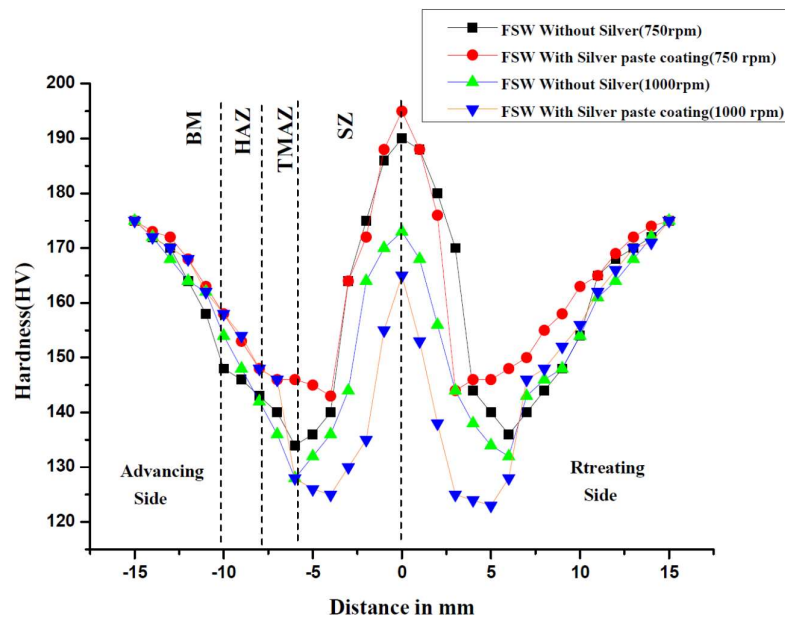 FSW Without Silver(750rpm)
FSW With Silver paste coating(750 rpm)
FSW Without Silver(1000rpm)
FSW With Silver paste coating(1000 rpm)
200
190
180
170
160
150
140
130
120
Hardness(HV)
BM
HAZ
TMAZ
SZ
Advancing
Side
Rtreating
Side
-15
-10
-5
0
5
10
15
Distance in mm